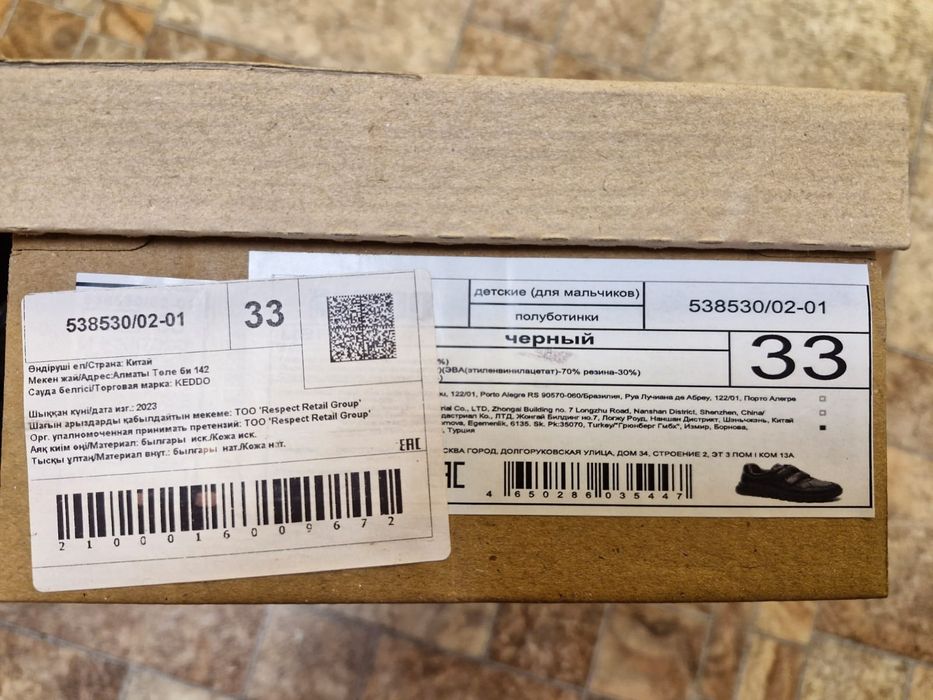 538530/02-01
33
Өндіруші ел/Страна: Китай
Мекен жай/Адрес:Алматы Төле би 142
Сауда белгісі/Торговая марка: KEDDO
Шыққан күні/дата изг.: 2023
Шағын арыздарды қабылдайтын мекеме: ТОО 'Respect Retail Group'
Орг. упалномоченная принимать претензий: ТОО 'Respect Retail Group'
Аяқ киім өңі/Материал: былғары иск./Кожа иск.
Тысқы ұлтаң/Материал внут.: былғары нат./Кожа н.т.
EAC
2100016009672
детские (для мальчиков)
полуботинки
538530/02-01
черный
33
%)
)(ЭВА(этиленвинилацетат)-70% резина-30%)
122/01, Porto Alegre RS 90570-060/Бразилия, Руа Лучиана де Абреу, 122/01, Порто Алегре
rial Co., LTD, Zhongai Building no. 7 Longzhu Road, Nanshan District, Shenzhen, China/
дастриал Ко., ЛТД, Жонгай Билдинг но.7, Логжу Роуд, Наншан Дистрикт, Шэньчжэнь, Китай
ornova, Egemenlik, 6135. Sk. Pk:35070, Turkey/"Грюнберг Гмбх", Измир, Борнова,
, Турция
СКВА ГОРОД, ДОЛГОРУКОВСКАЯ УЛИЦА, ДОМ 34, СТРОЕНИЕ 2, ЭТ 3 ПОМ I КОМ 13А
4 650286 035447